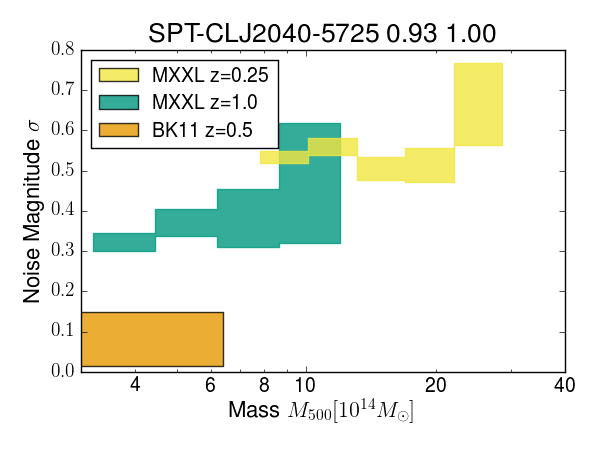 SPT-CLJ2040-5725 0.93 1.00
0.8
0.7
0.6
0.5
0.4
0.3
0.2
0.1
0.0
Noise Magnitude σ
MXXL z=0.25
MXXL z=1.0
BK11 z=0.5
4 6 8 10 20 40
Mass M₅₀₀[10¹⁴M☉]